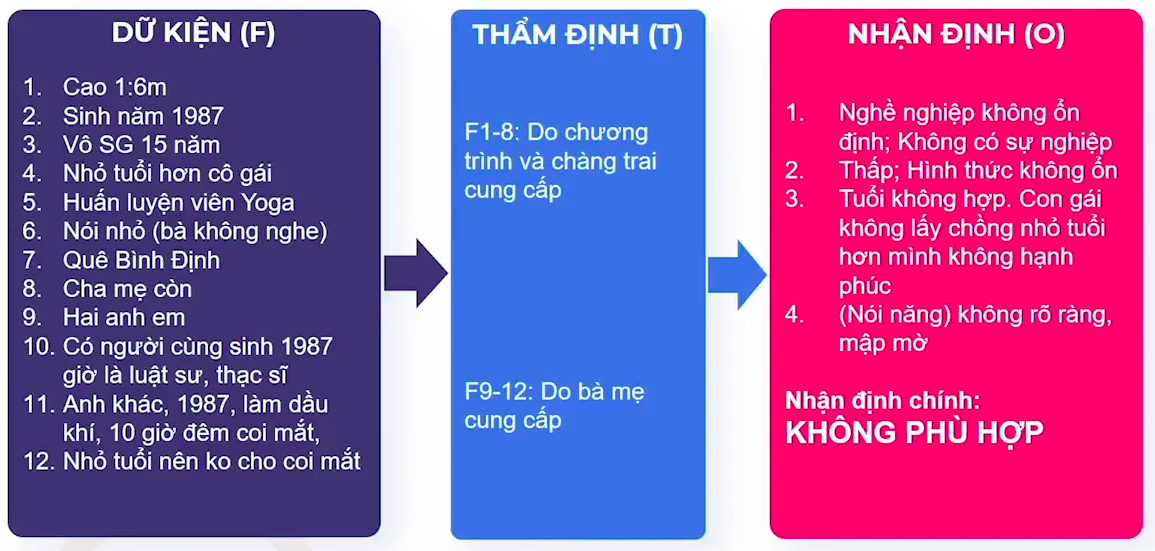 DỮ KIỆN (F)
1. Cao 1:6m
2. Sinh năm 1987
3. Vô SG 15 năm
4. Nhỏ tuổi hơn cô gái
5. Huấn luyện viên Yoga
6. Nói nhỏ (bà không nghe)
7. Quê Bình Định
8. Cha mẹ còn
9. Hai anh em
10. Có người cùng sinh 1987
giờ là luật sư, thạc sĩ
11. Anh khác, 1987, làm dầu
khí, 10 giờ đêm coi mắt,
12. Nhỏ tuổi nên ko cho coi mắt
THẨM ĐỊNH (T)
F1-8: Do chương
trình và chàng trai
cung cấp
F9-12: Do bà mẹ
cung cấp
NHẬN ĐỊNH (O)
1. Nghề nghiệp không ổn
định; Không có sự nghiệp
2. Thấp; Hình thức không ổn
3. Tuổi không hợp. Con gái
không lấy chồng nhỏ tuổi
hơn mình không hạnh
phúc
4. (Nói năng) không rõ ràng,
mập mờ
Nhận định chính:
KHÔNG PHÙ HỢP